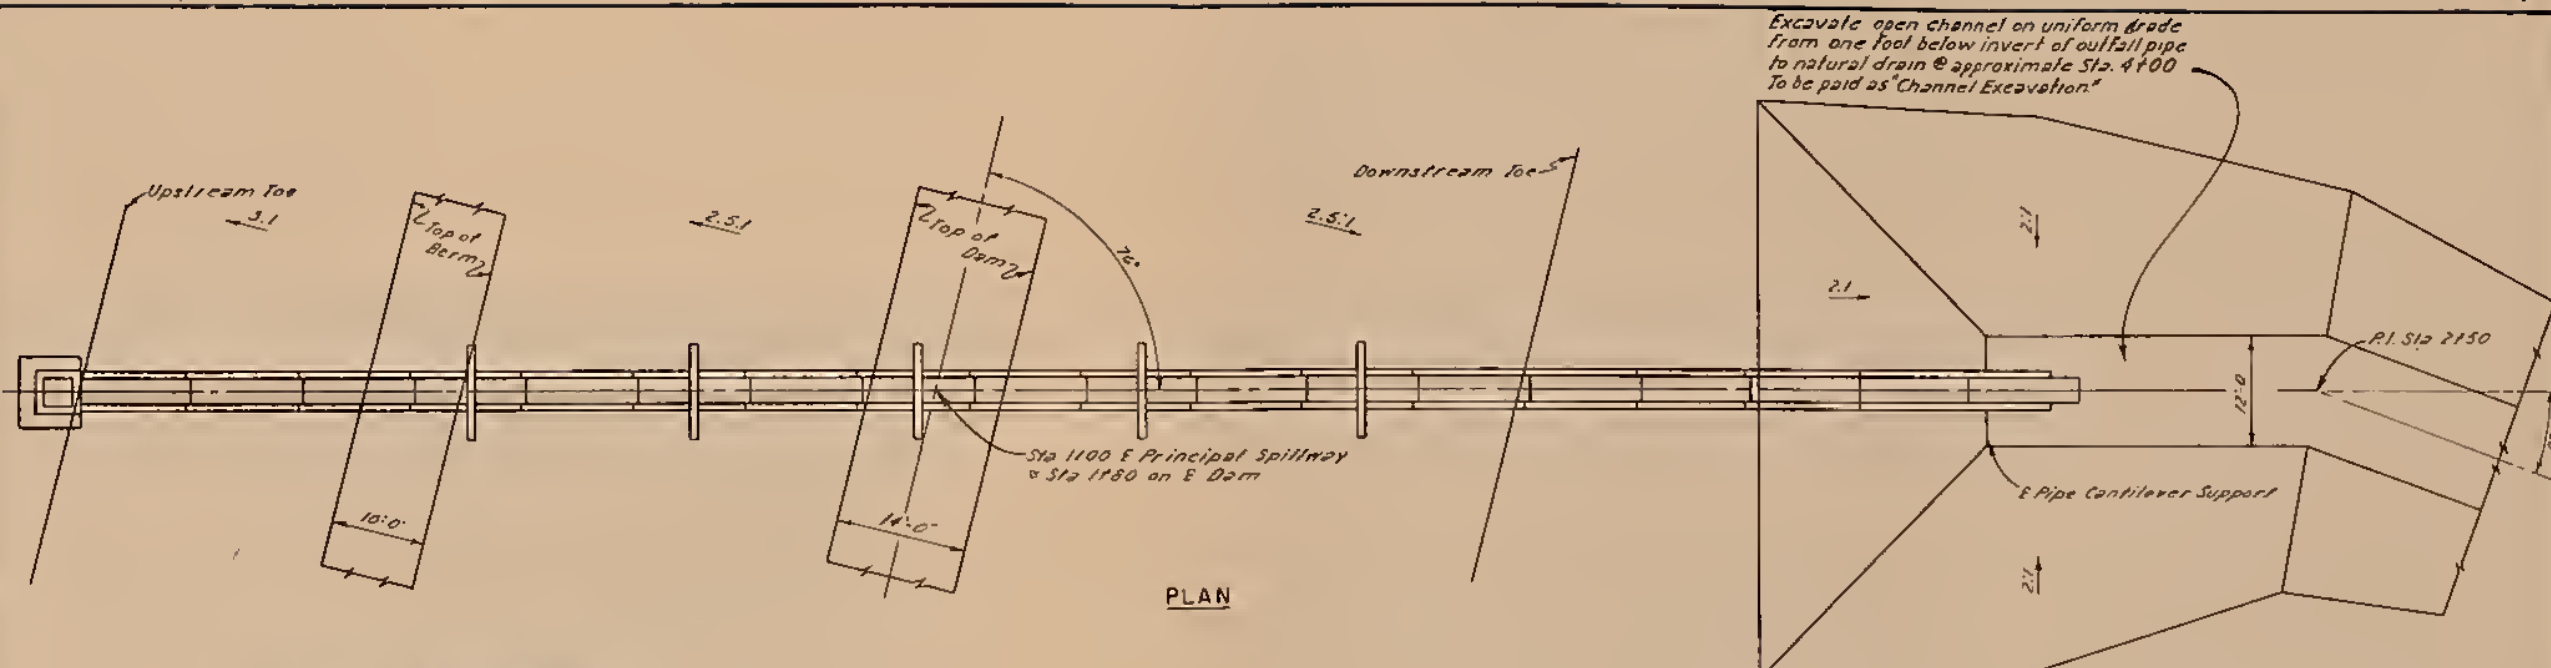 Excavate open channel on uniform grade
from one foot below invert of outfall pipe
to natural drain @ approximate Sta. 4+00
To be paid as "Channel Excavation"
Upstream Toe
3:1
Top of
Berm
2.5:1
Top of
Dam
2.5:1
Downstream Toe
2:1
2:1
P.I. Sta 2+50
12'-0
Sta 1+00 ₵ Principal Spillway
& Sta 1+80 on ₵ Dam
₵ Pipe Cantilever Support
10'-0"
14'-0"
2:1
PLAN